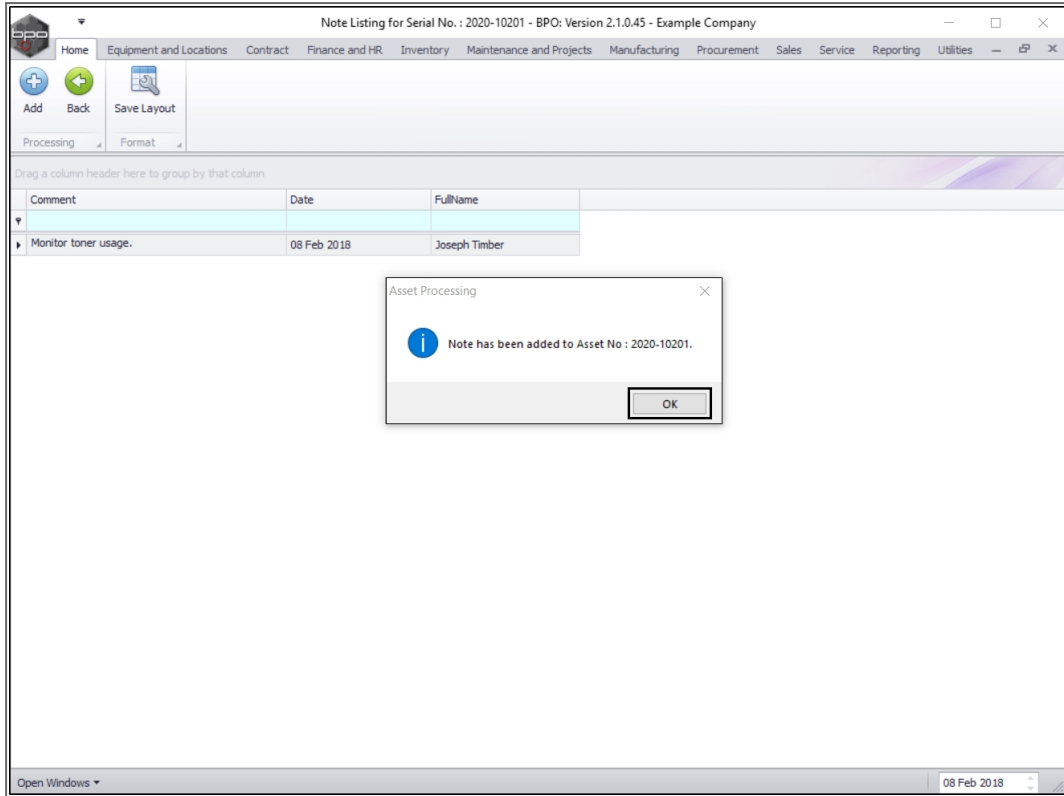 Note Listing for Serial No. : 2020-10201 - BPO: Version 2.1.0.45 - Example Company
bpo
Home Equipment and Locations Contract Finance and HR Inventory Maintenance and Projects Manufacturing Procurement Sales Service Reporting Utilities
Add Back Save Layout
Processing Format
Drag a column header here to group by that column
Comment Date FullName
Monitor toner usage. 08 Feb 2018 Joseph Timber
Asset Processing
Note has been added to Asset No : 2020-10201.
OK
Open Windows 08 Feb 2018